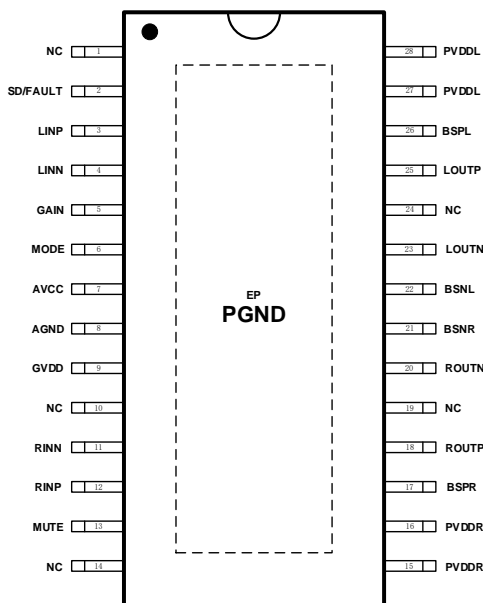 NC 1 28 PVDDL
SD/FAULT 2 27 PVDDL
LINP 3 26 BSPL
LINN 4 25 LOUTP
GAIN 5 24 NC
MODE 6 23 LOUTN
AVCC 7 22 BSNL
EP
PGND
AGND 8 21 BSNR
GVDD 9 20 ROUTN
NC 10 19 NC
RINN 11 18 ROUTP
RINP 12 17 BSPR
MUTE 13 16 PVDDR
NC 14 15 PVDDR